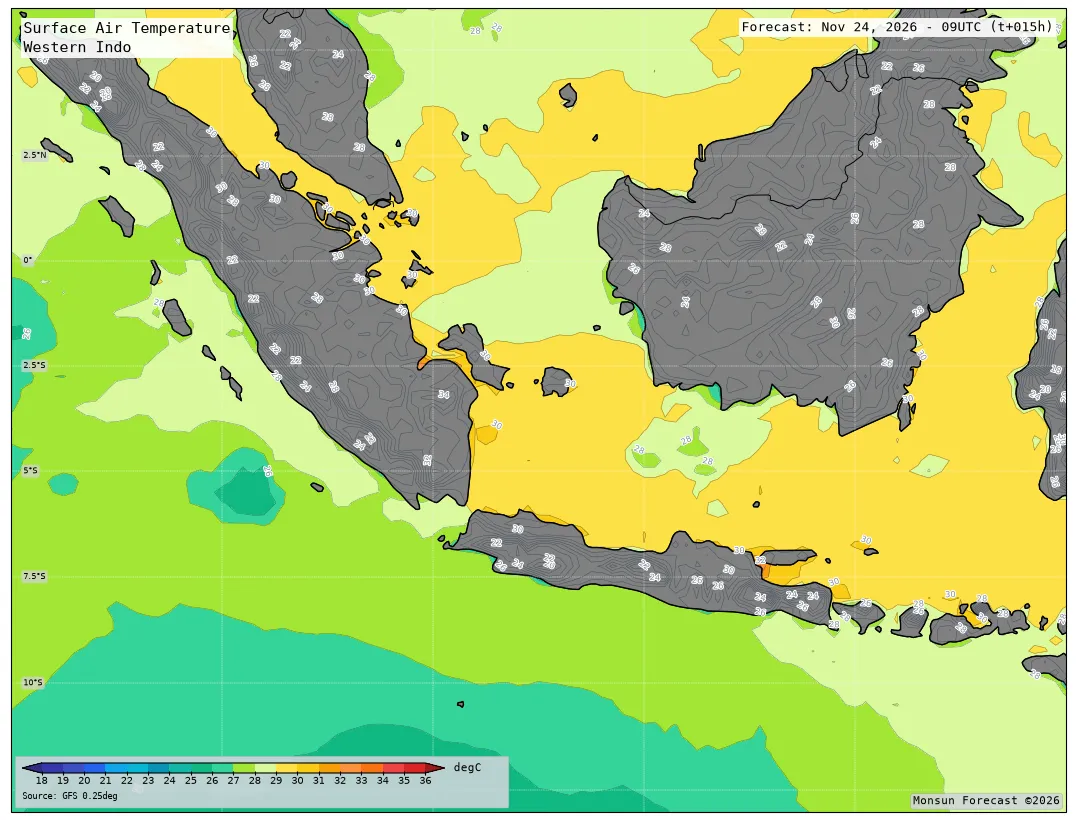 Surface Air Temperature
Western Indo
Forecast: Nov 24, 2026 - 09UTC (t+015h)
2.5°N
0°
2.5°S
5°S
7.5°S
10°S
degC
18 19 20 21 22 23 24 25 26 27 28 29 30 31 32 33 34 35 36
Source: GFS 0.25deg
Monsun Forecast ©2026